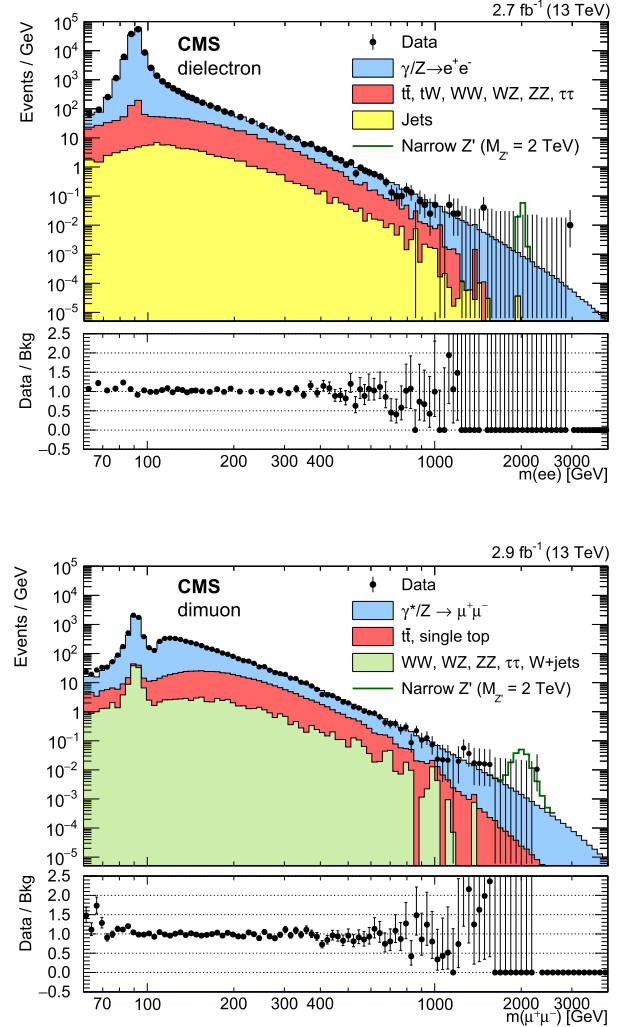 2.7 fb⁻¹ (13 TeV)
Events / GeV
10⁵
10⁴
10³
10²
10
1
10⁻¹
10⁻²
10⁻³
10⁻⁴
10⁻⁵
CMS
dielectron
Data
γ/Z→e⁺e⁻
tt̄, tW, WW, WZ, ZZ, ττ
Jets
Narrow Z' (M_Z' = 2 TeV)
Data / Bkg
2.5
2.0
1.5
1.0
0.5
0.0
−0.5
70 100 200 300 400 1000 2000 3000
m(ee) [GeV]
2.9 fb⁻¹ (13 TeV)
Events / GeV
10⁵
10⁴
10³
10²
10
1
10⁻¹
10⁻²
10⁻³
10⁻⁴
10⁻⁵
CMS
dimuon
Data
γ*/Z → μ⁺μ⁻
tt̄, single top
WW, WZ, ZZ, ττ, W+jets
Narrow Z' (M_Z' = 2 TeV)
Data / Bkg
2.5
2.0
1.5
1.0
0.5
0.0
−0.5
70 100 200 300 400 1000 2000 3000
m(μ⁺μ⁻) [GeV]